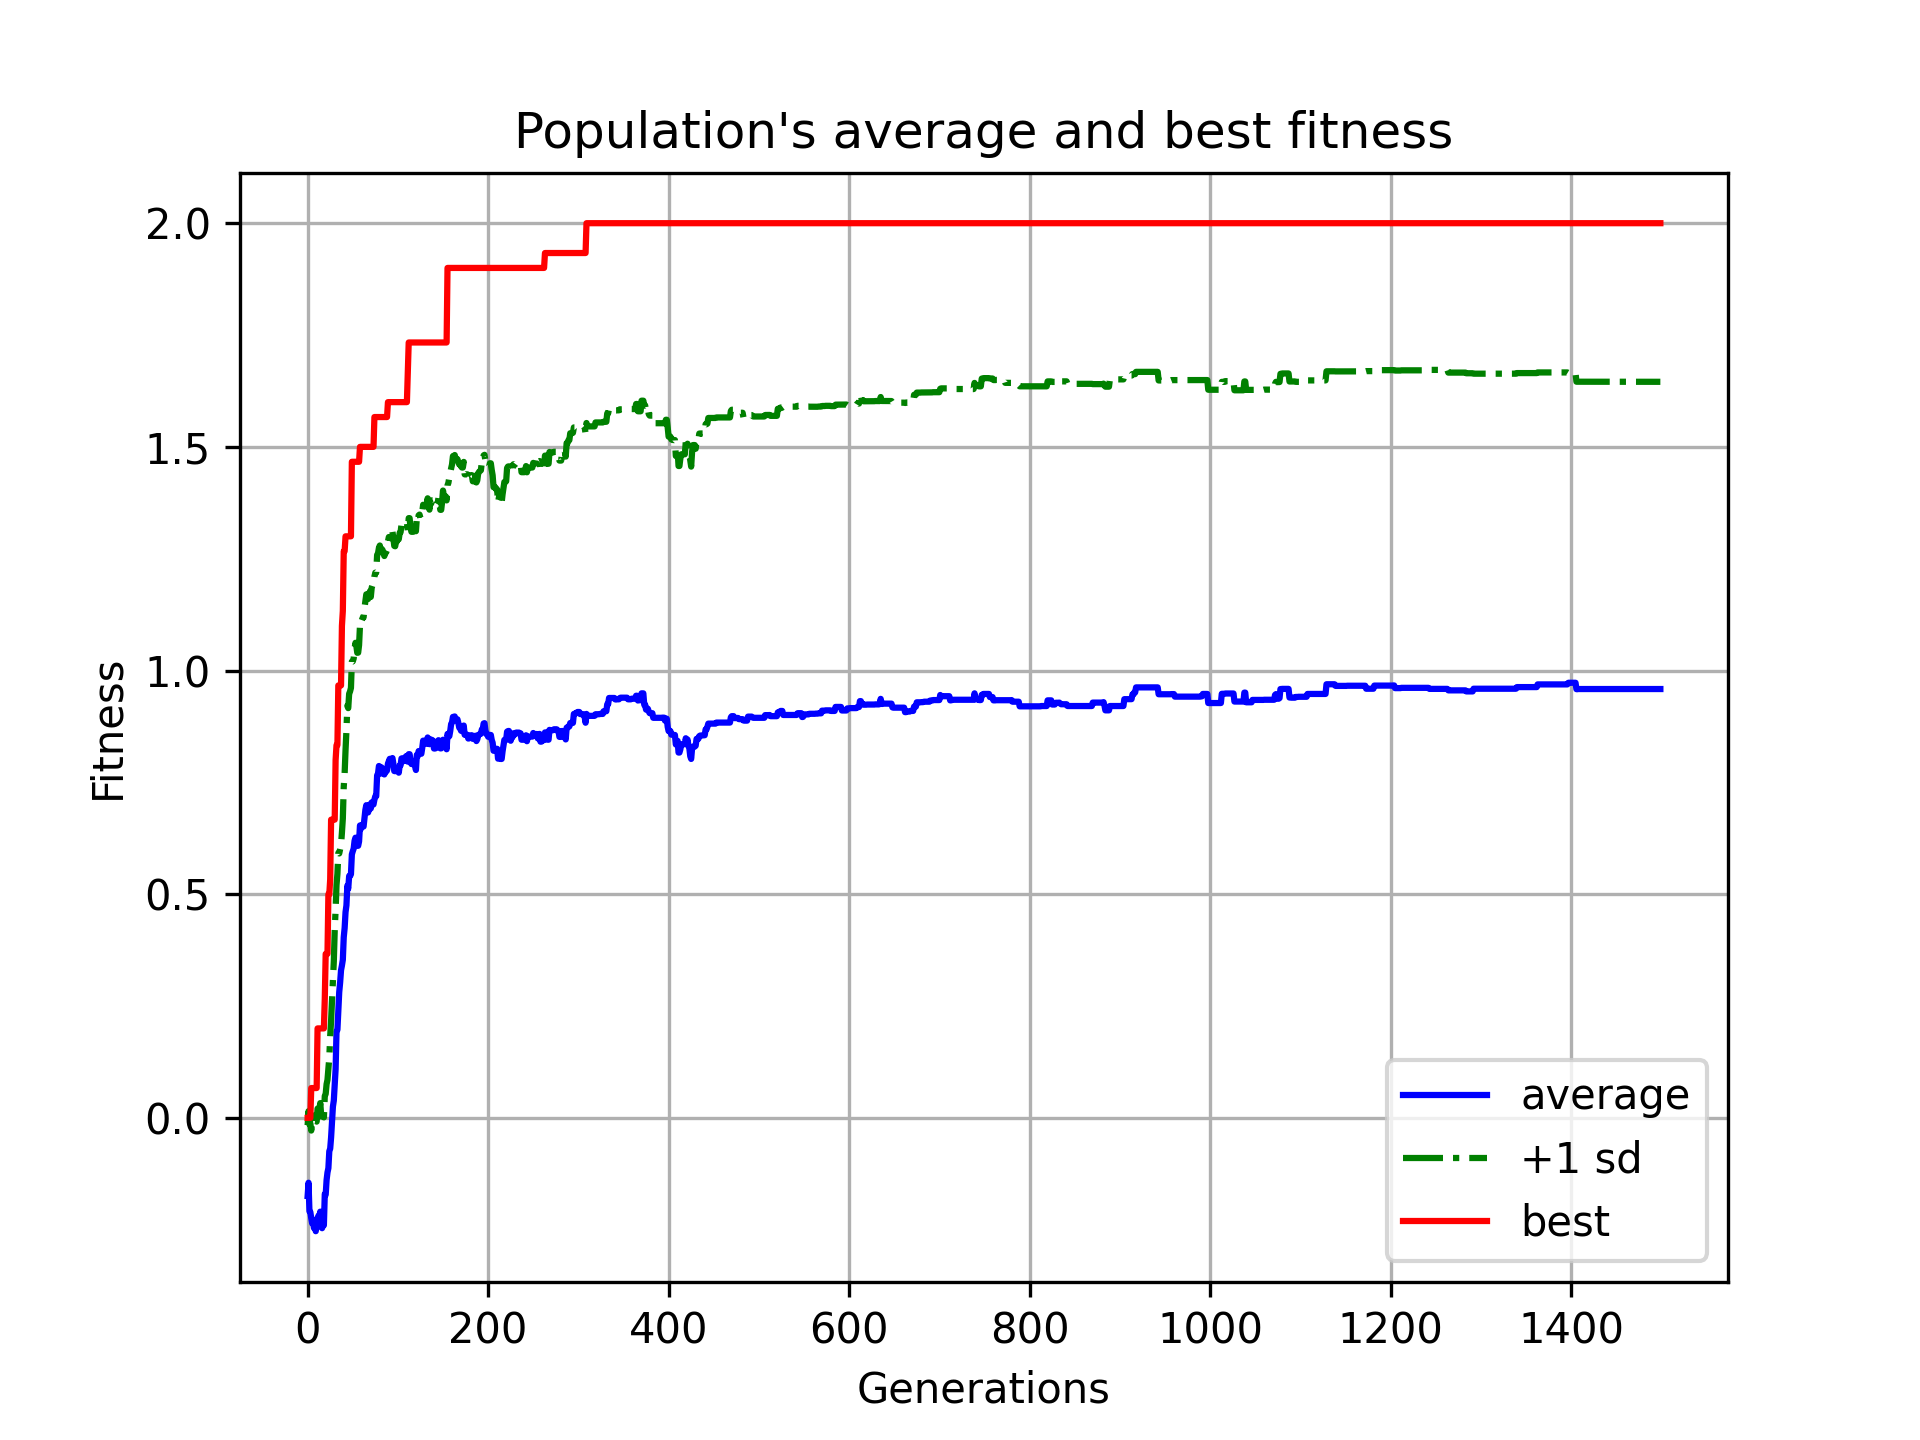 Population's average and best fitness
2.0
1.5
1.0
0.5
0.0
Fitness
average
+1 sd
best
0 200 400 600 800 1000 1200 1400
Generations